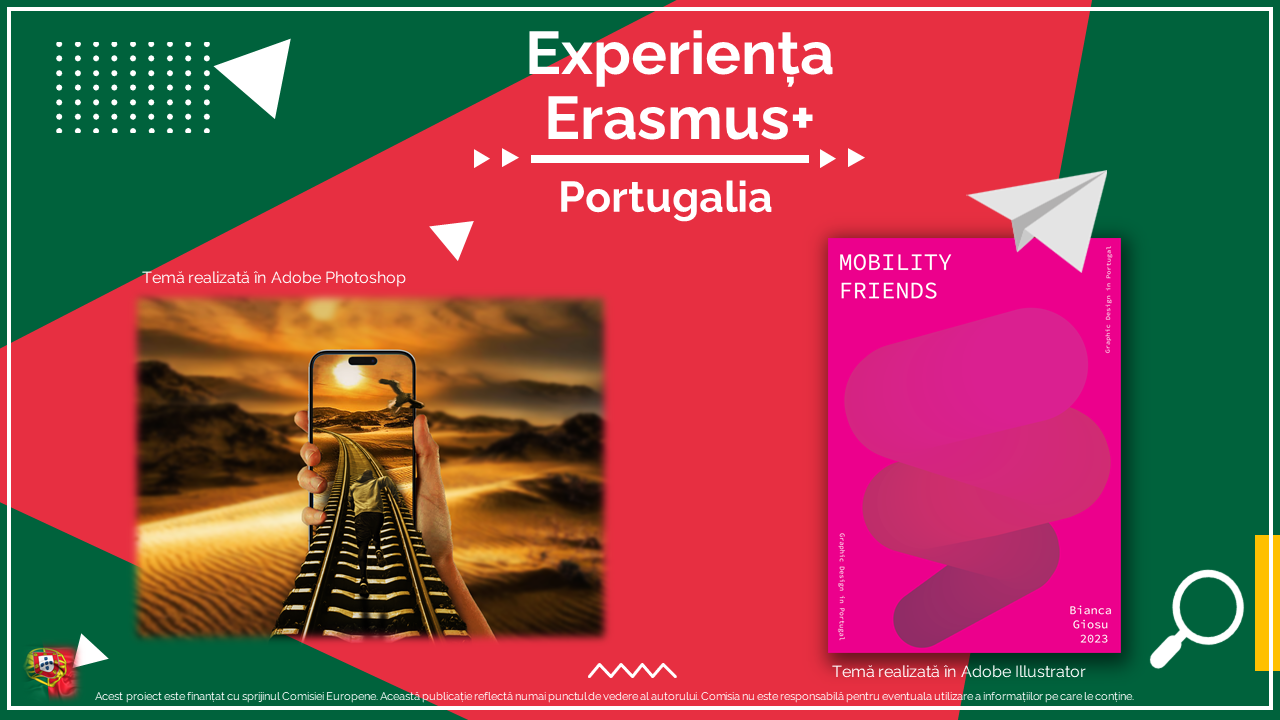 Experiența
Erasmus+
Portugalia
Temă realizată în Adobe Photoshop
MOBILITY
FRIENDS
Graphic Design in Portugal
Graphic Design in Portugal
Bianca
Giosu
2023
Temă realizată în Adobe Illustrator
Acest proiect este finanțat cu sprijinul Comisiei Europene. Această publicație reflectă numai punctul de vedere al autorului. Comisia nu este responsabilă pentru eventuala utilizare a informațiilor pe care le conține.